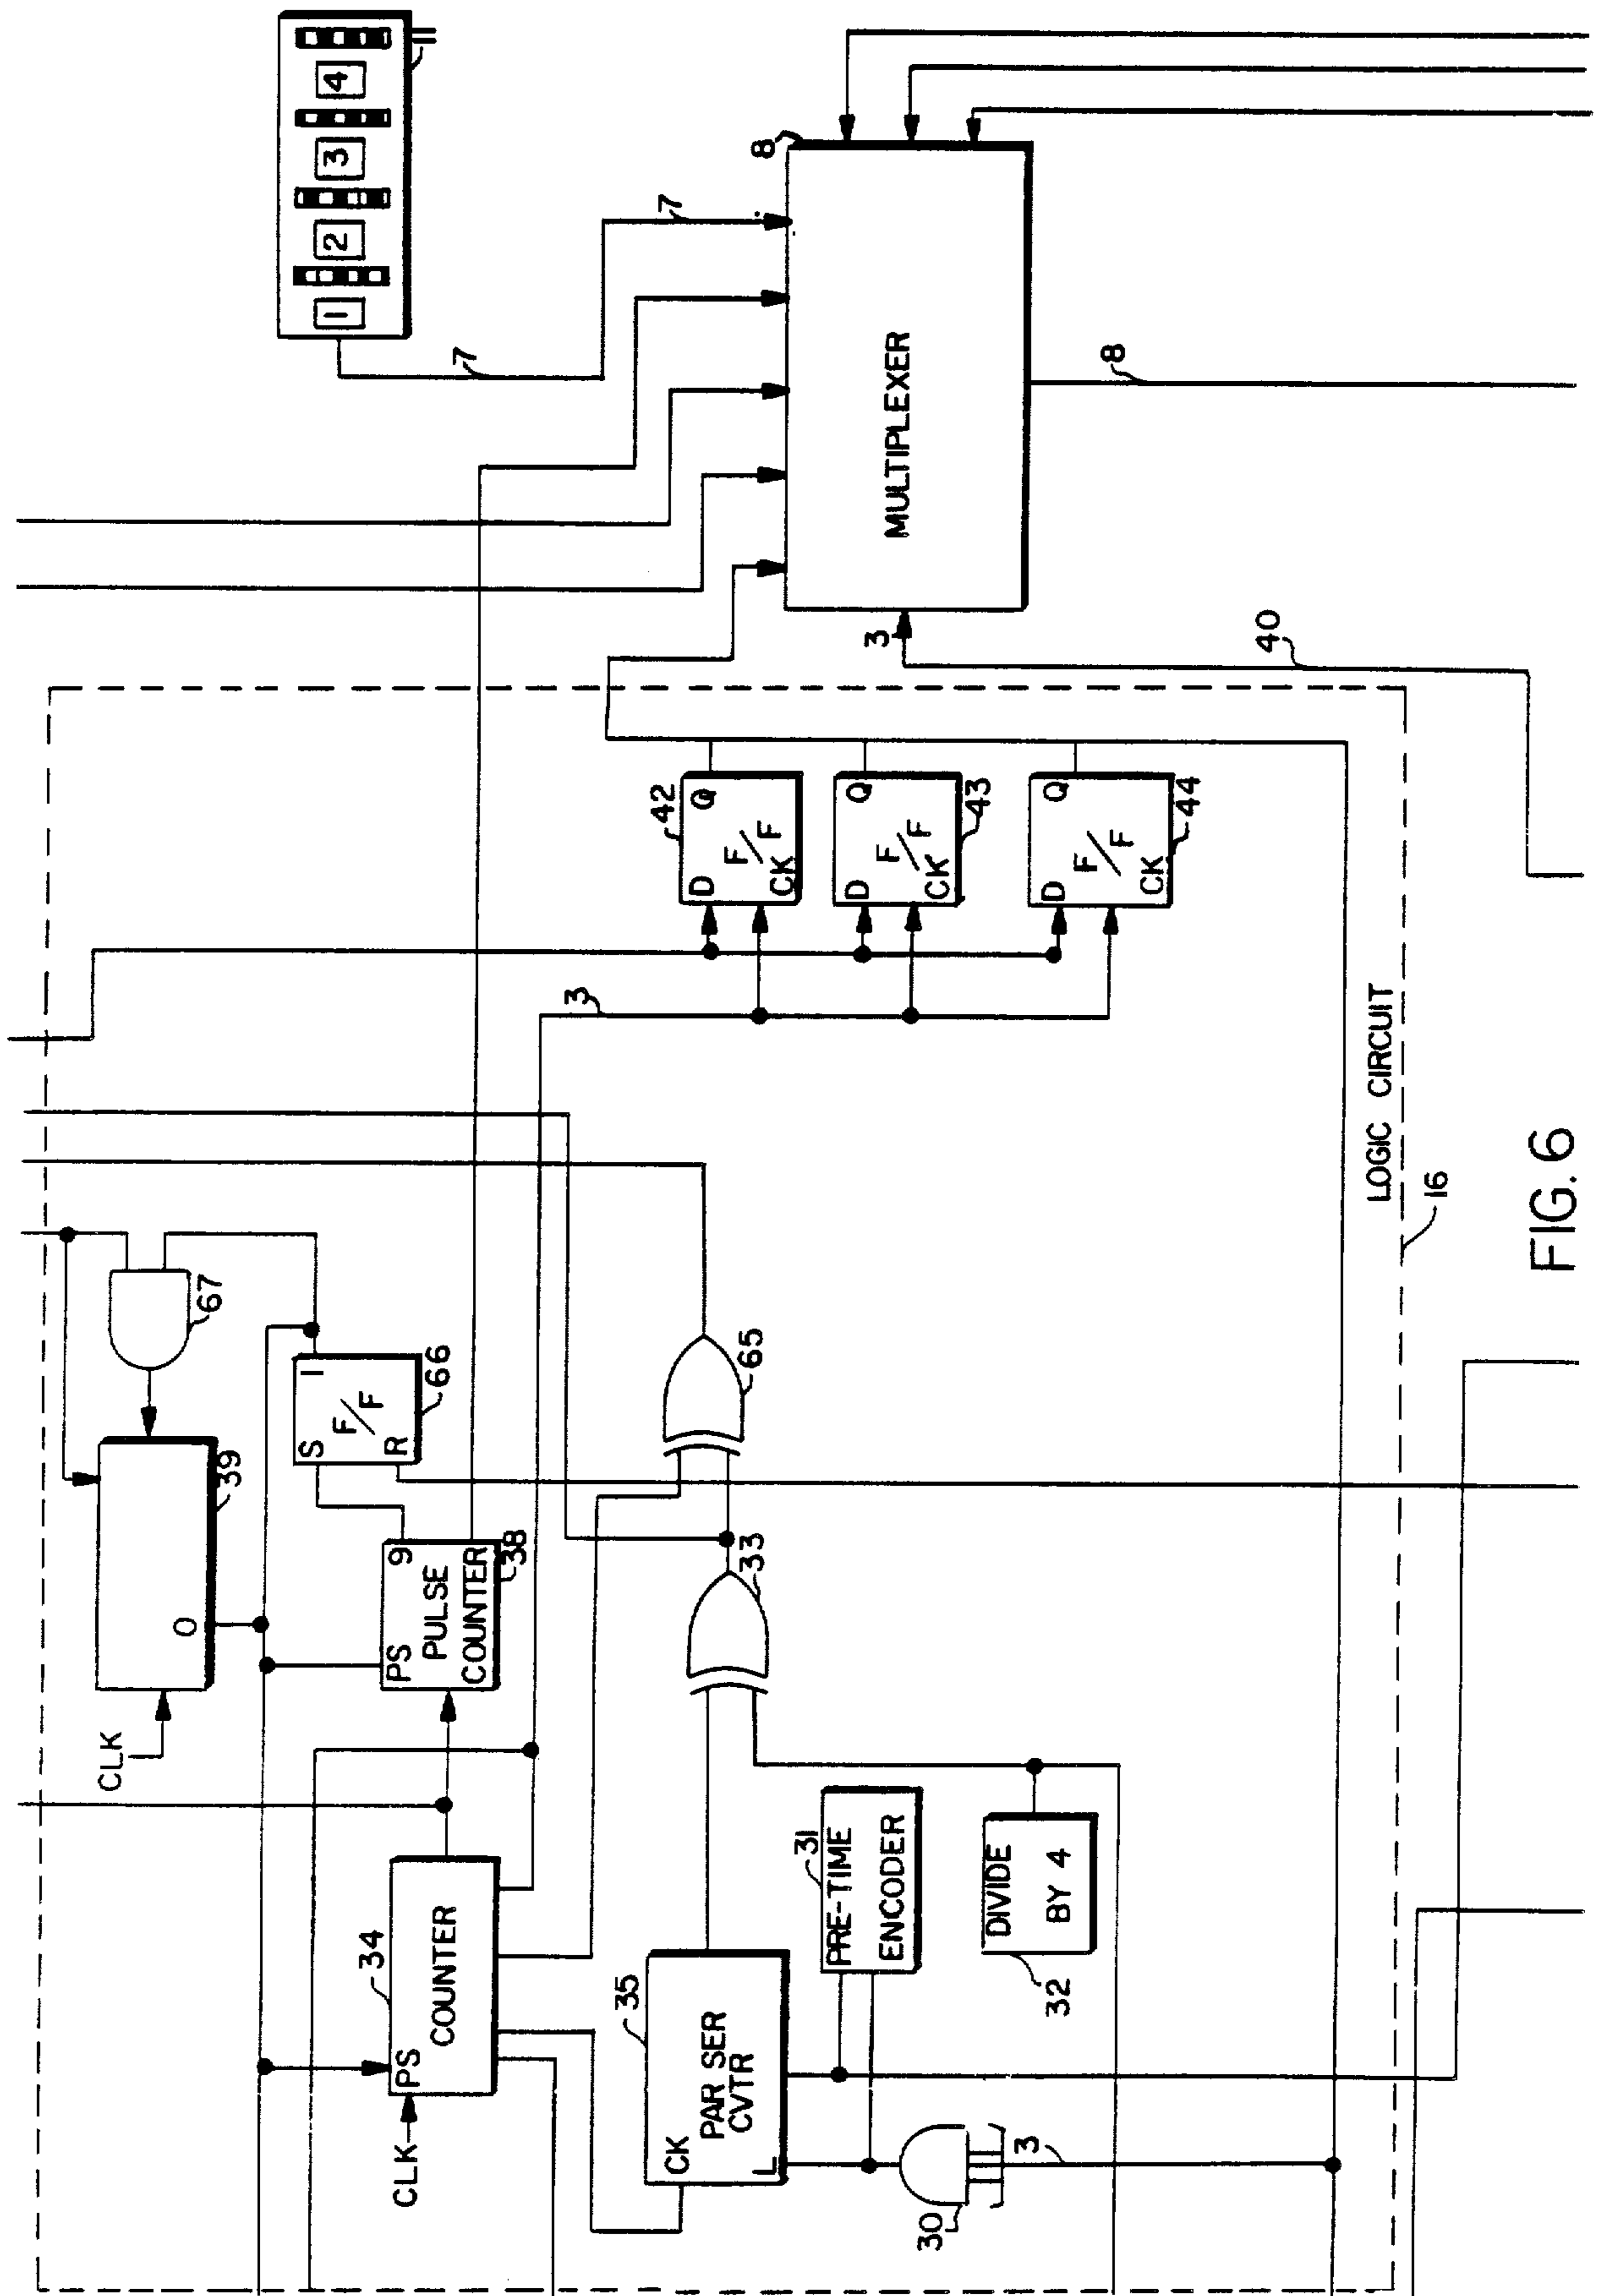 CLK
39
O
67
S
1
F/F
R
66
9
PS
PULSE
COUNTER
38
34
PS
COUNTER
CLK
1
2
3
4
11
7
7
35
CK
PAR SER
CVTR
L
33
65
3
42
D
Q
F/F
CK
D
Q
F/F
CK
43
D
Q
F/F
CK
44
8
3
MULTIPLEXER
8
31
PRE-TIME
ENCODER
30
3
32
DIVIDE
BY 4
40
LOGIC CIRCUIT
16
FIG. 6